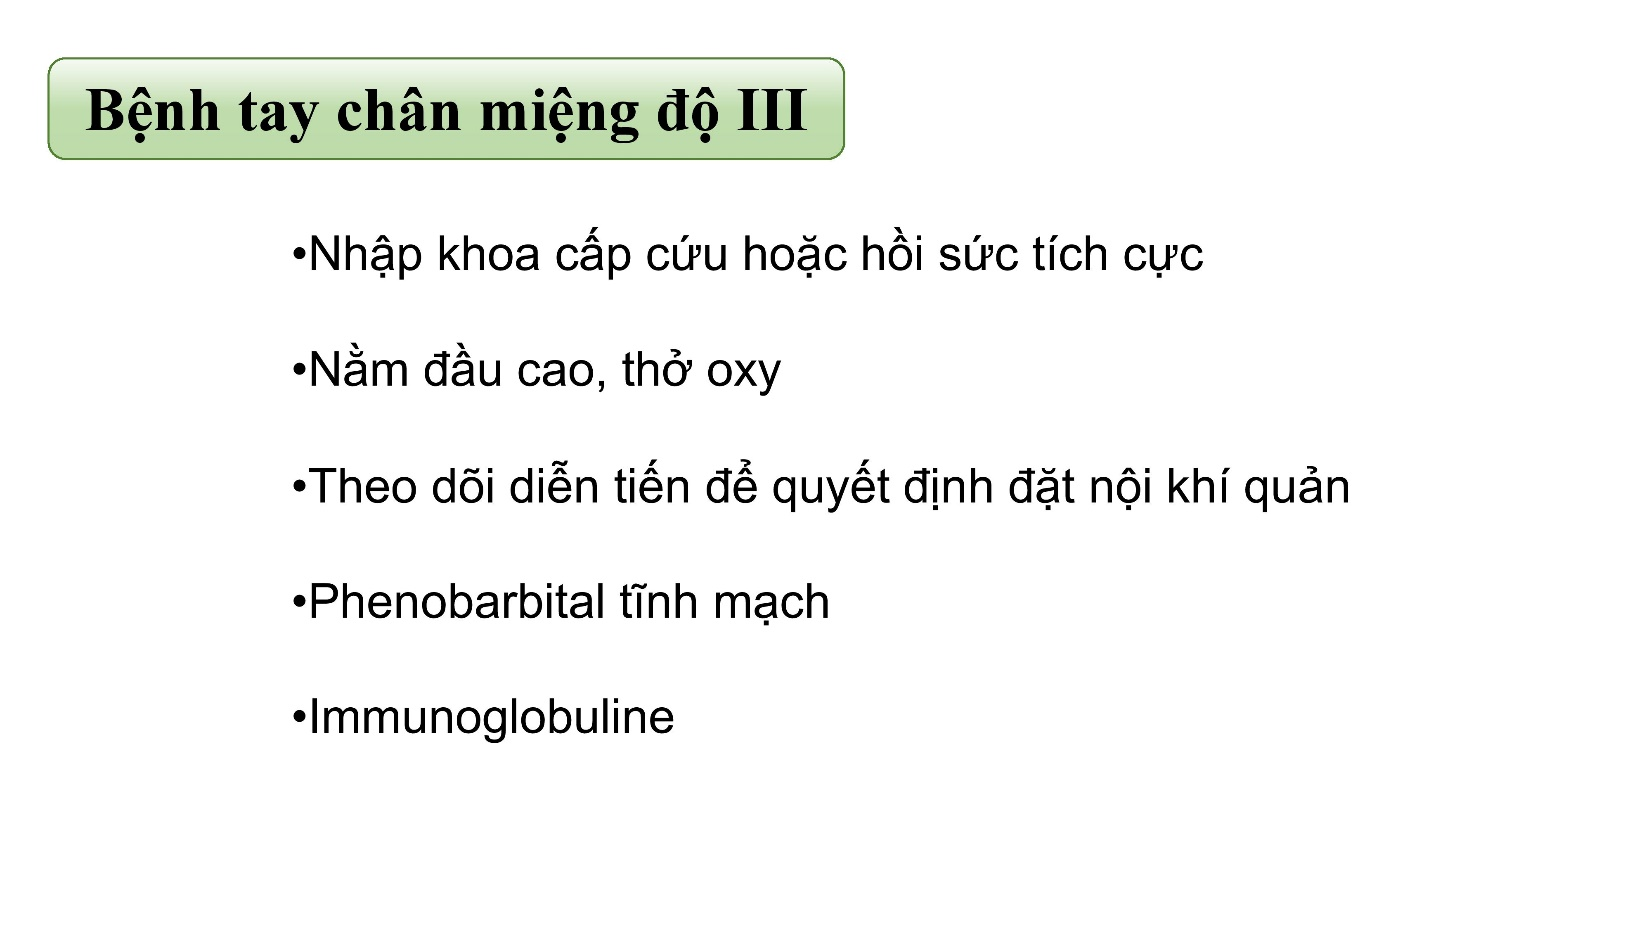 Bệnh tay chân miệng độ III
•Nhập khoa cấp cứu hoặc hồi sức tích cực
•Nằm đầu cao, thở oxy
•Theo dõi diễn tiến để quyết định đặt nội khí quản
•Phenobarbital tĩnh mạch
•Immunoglobuline